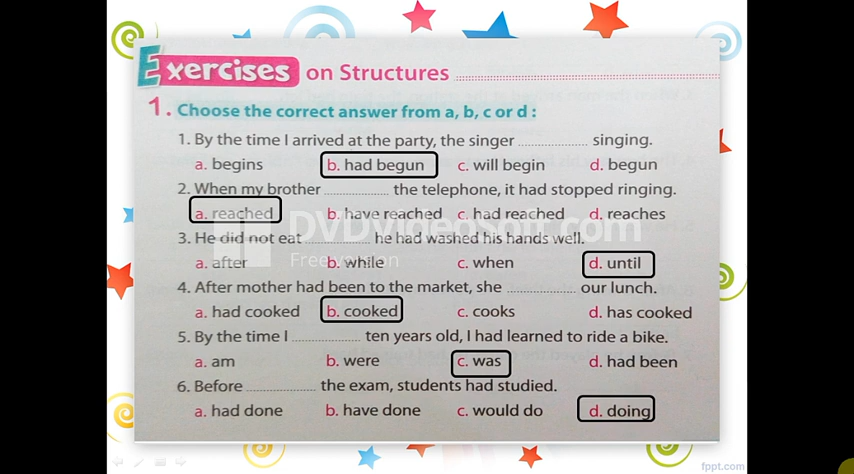 Exercises on Structures
1. Choose the correct answer from a, b, c or d :
1. By the time I arrived at the party, the singer .................. singing.
a. begins b. had begun c. will begin d. begun
2. When my brother ................ the telephone, it had stopped ringing.
a. reached b. have reached c. had reached d. reaches
DVDVideoSoft.com
3. He did not eat ................ he had washed his hands well.
Free version
a. after b. while c. when d. until
4. After mother had been to the market, she .................. our lunch.
a. had cooked b. cooked c. cooks d. has cooked
5. By the time I .................. ten years old, I had learned to ride a bike.
a. am b. were c. was d. had been
6. Before .................. the exam, students had studied.
a. had done b. have done c. would do d. doing
fppt.com